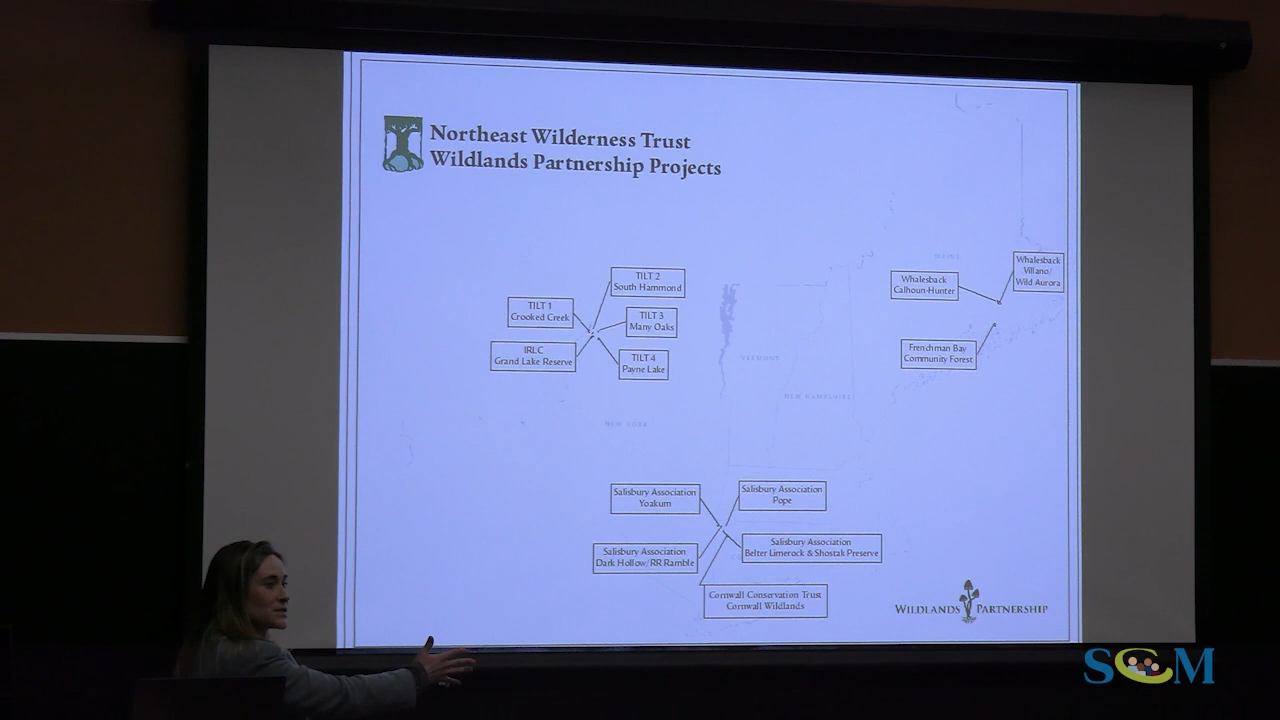 Northeast Wilderness Trust
Wildlands Partnership Projects
MAINE
Whalesback
Villano/
Wild Aurora
Whalesback
Calhoun-Hunter
TILT 2
South Hammond
TILT 1
Crooked Creek
TILT 3
Many Oaks
IRLC
Grand Lake Reserve
TILT 4
Payne Lake
Frenchman Bay
Community Forest
VERMONT
NEW HAMPSHIRE
NEW YORK
Salisbury Association
Yoakum
Salisbury Association
Pope
Salisbury Association
Dark Hollow/RR Ramble
Salisbury Association
Belter Limerock & Shostak Preserve
Cornwall Conservation Trust
Cornwall Wildlands
WILDLANDS PARTNERSHIP
SCM